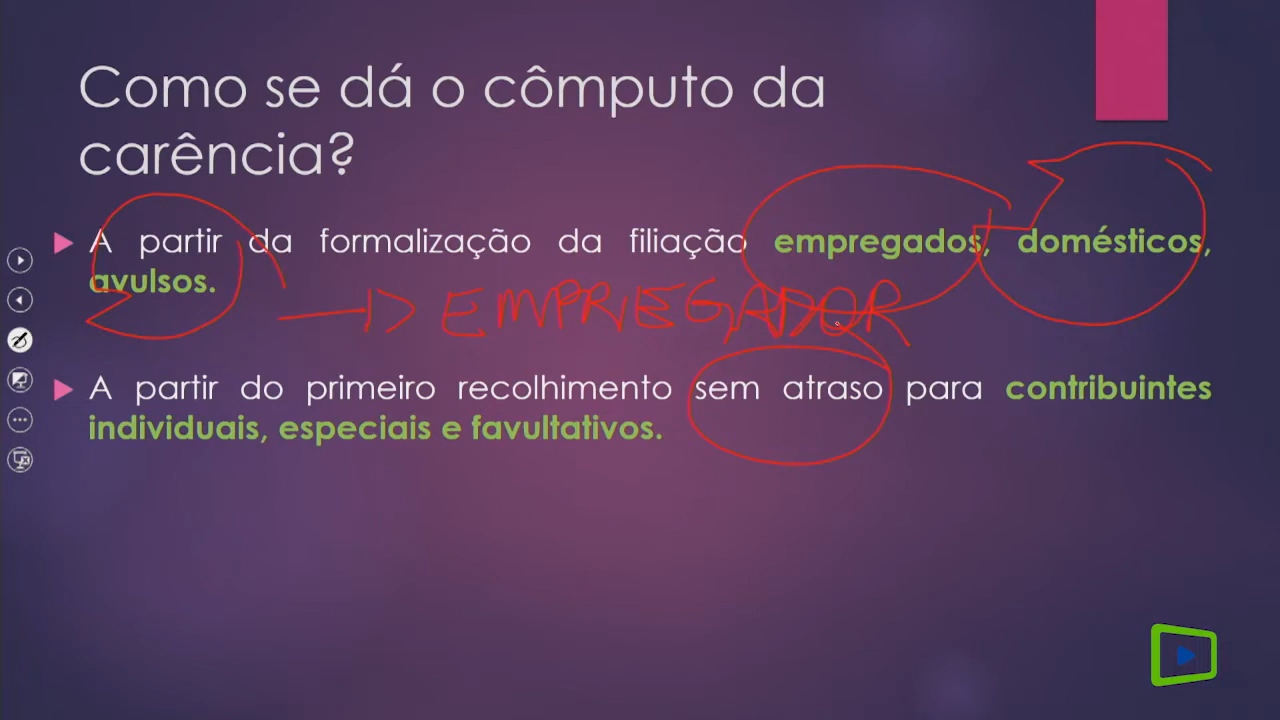 Como se dá o cômputo da
carência?
A partir da formalização da filiação empregados, domésticos,
avulsos.
EMPREGADOR
A partir do primeiro recolhimento sem atraso para contribuintes
individuais, especiais e favultativos.